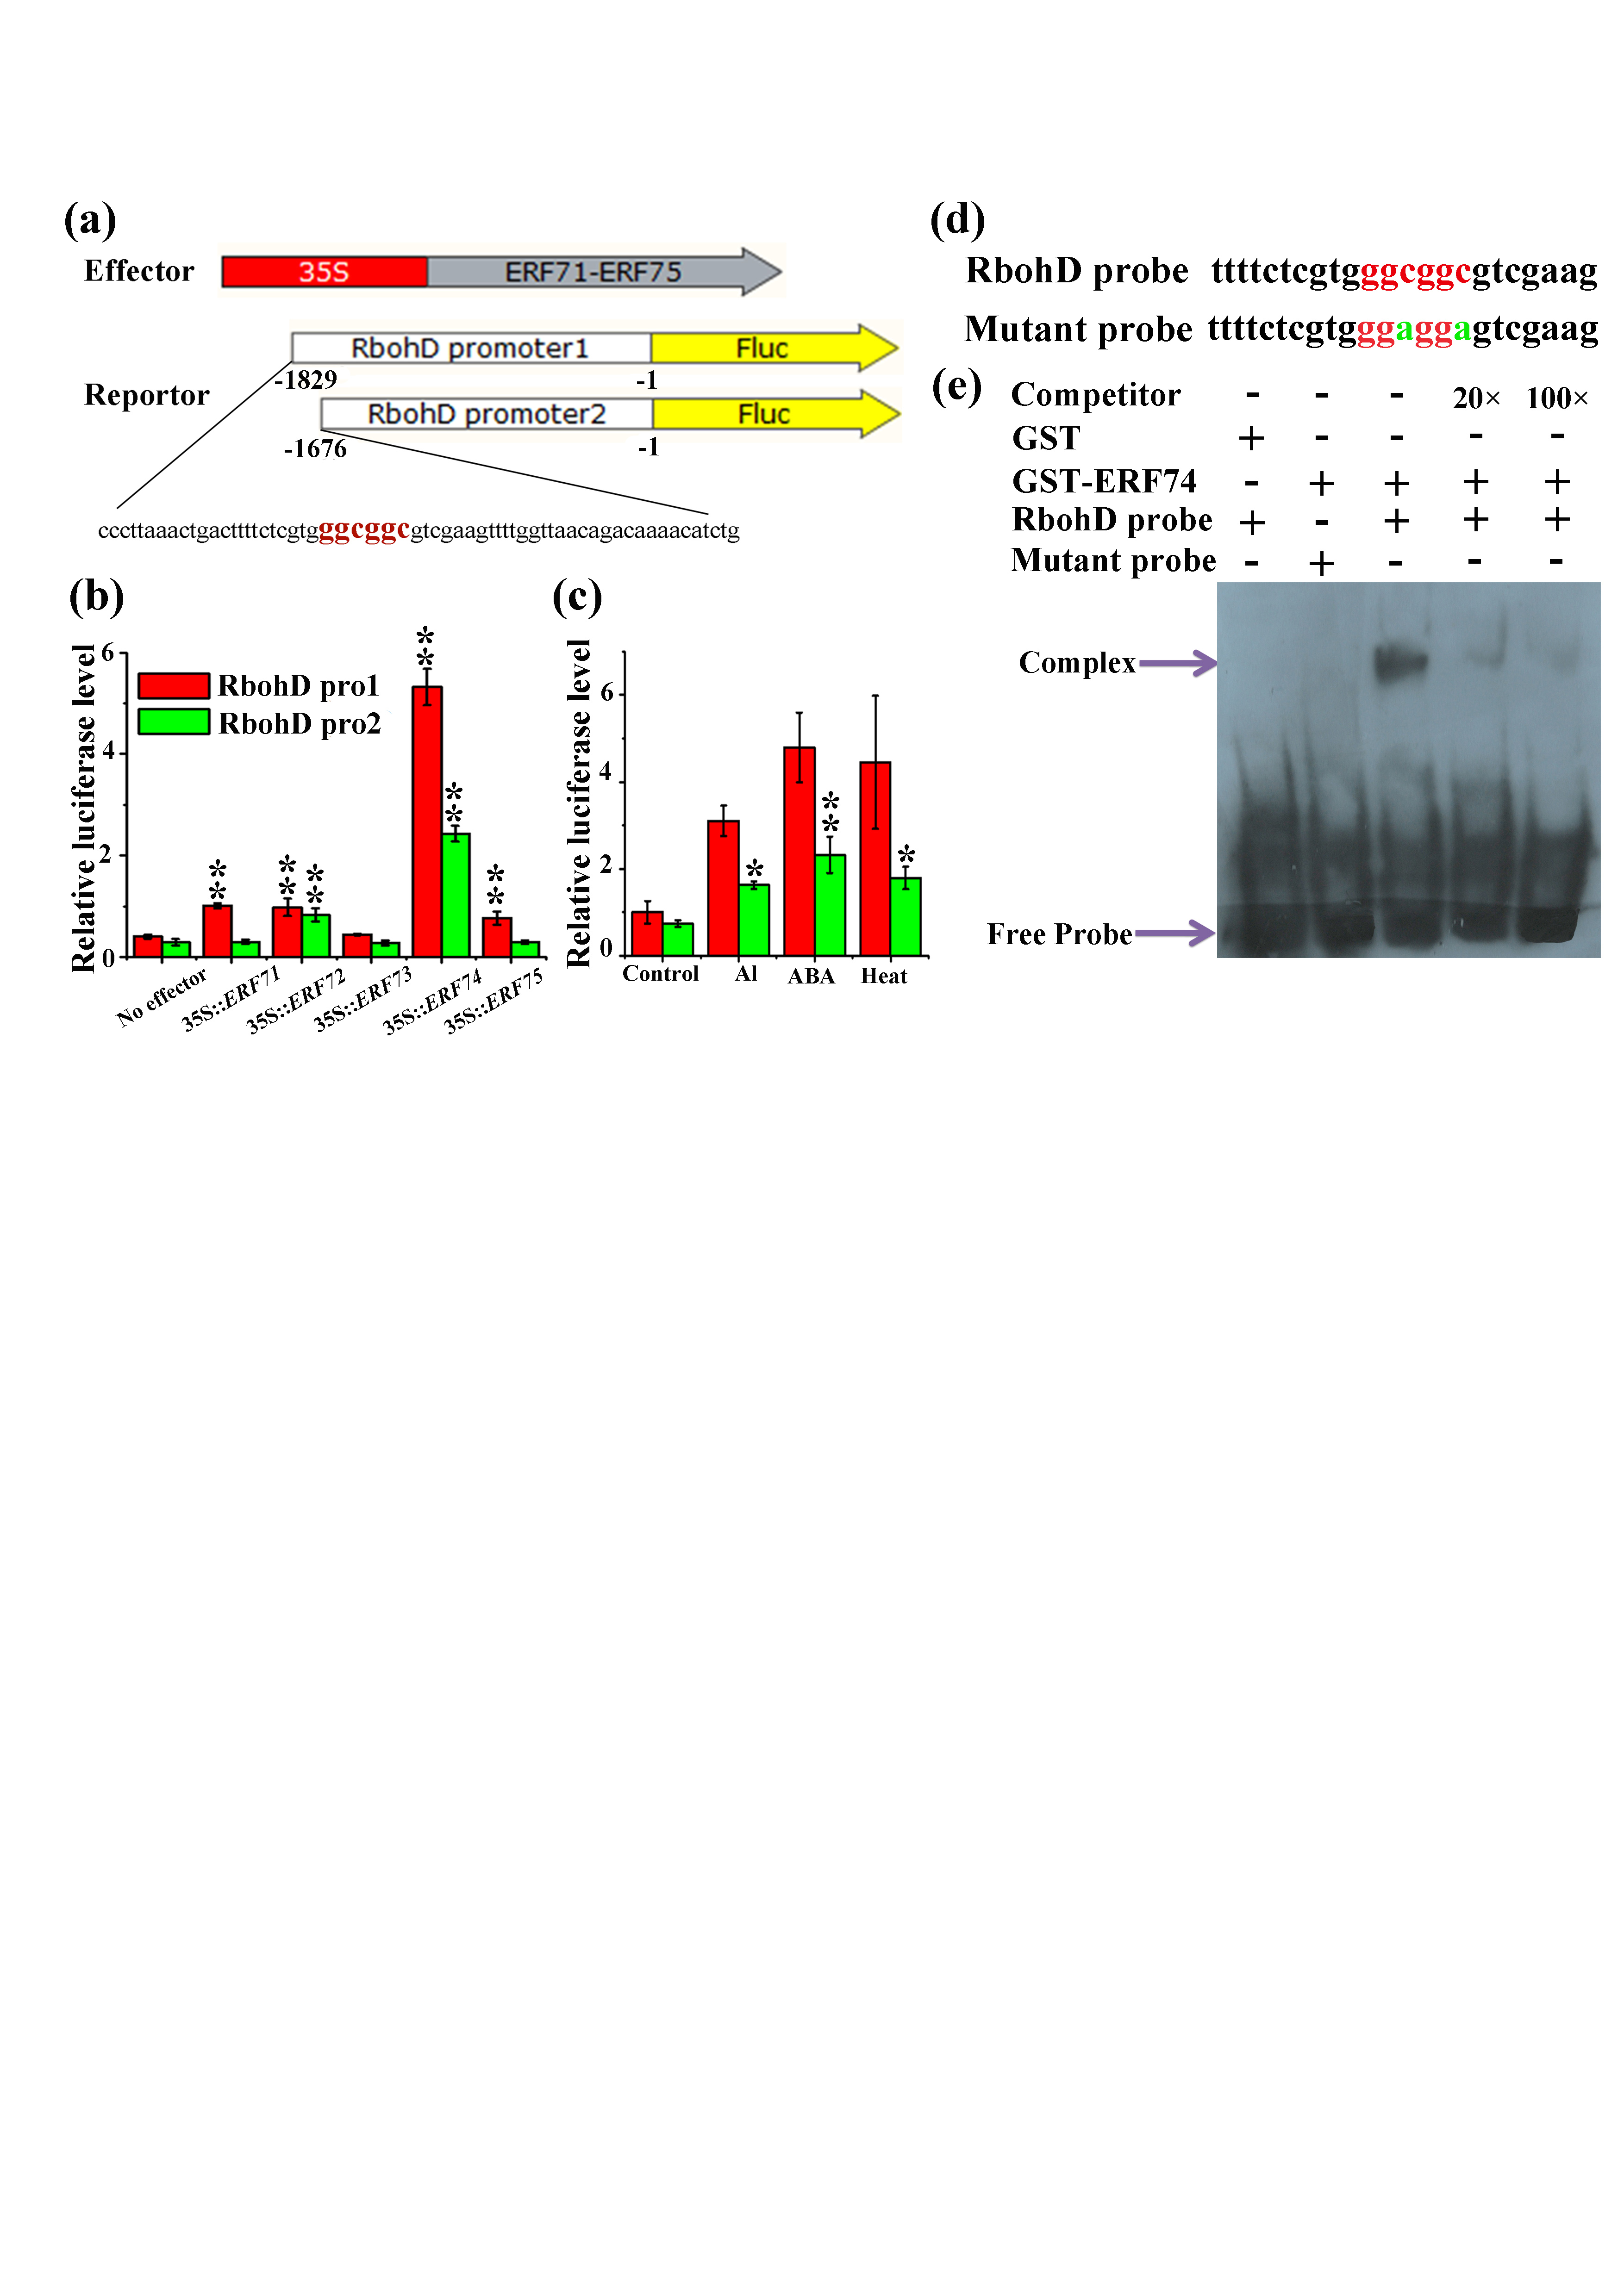 (a)
Effector 35S ERF71-ERF75
Reportor
RbohD promoter1 Fluc
-1829 -1
RbohD promoter2 Fluc
-1676 -1
cccttaaactgacttttctcgtgggcggcgtcgaagttttggttaacagacaaaacatctg
(b)
Relative luciferase level
6
4
2
0
RbohD pro1
RbohD pro2
** ** ** ** ** **
No effector 35S::ERF71 35S::ERF72 35S::ERF73 35S::ERF74 35S::ERF75
(c)
Relative luciferase level
6
4
2
0
* ** *
Control Al ABA Heat
(d)
RbohD probe ttttctcgtgggcggcgtcgaag
Mutant probe ttttctcgtgggaggagtcgaag
(e)
Competitor - - - 20× 100×
GST + - - - -
GST-ERF74 - + + + +
RbohD probe + - + + +
Mutant probe - + - - -
Complex
Free Probe